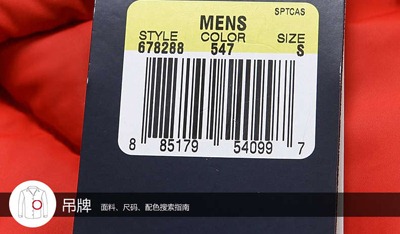 SPTCAS
MENS
STYLE COLOR SIZE
678288 547 S
8 85179 54099 7
吊牌
面料、尺码、配色搜索指南